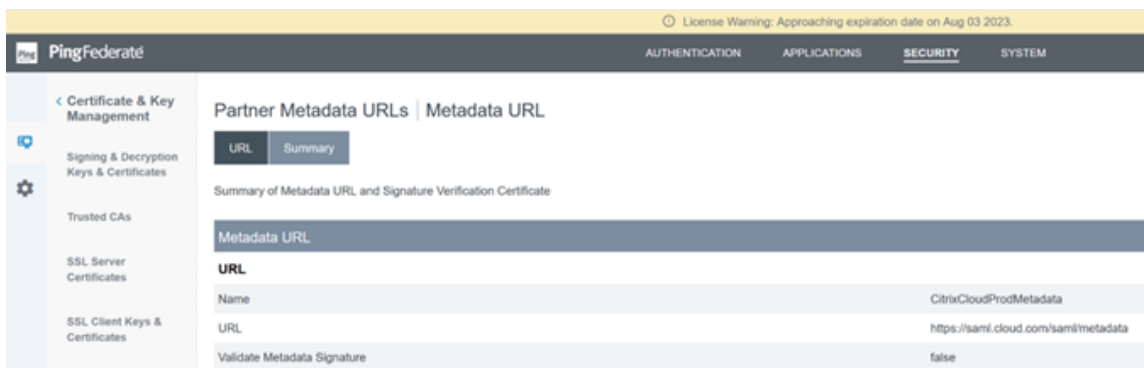 License Warning: Approaching expiration date on Aug 03 2023.
Ping PingFederate AUTHENTICATION APPLICATIONS SECURITY SYSTEM
Certificate & Key
Management
Signing & Decryption
Keys & Certificates
Trusted CAs
SSL Server
Certificates
SSL Client Keys &
Certificates
Partner Metadata URLs | Metadata URL
URL Summary
Summary of Metadata URL and Signature Verification Certificate
Metadata URL
URL
Name CitrixCloudProdMetadata
URL https://saml.cloud.com/saml/metadata
Validate Metadata Signature false